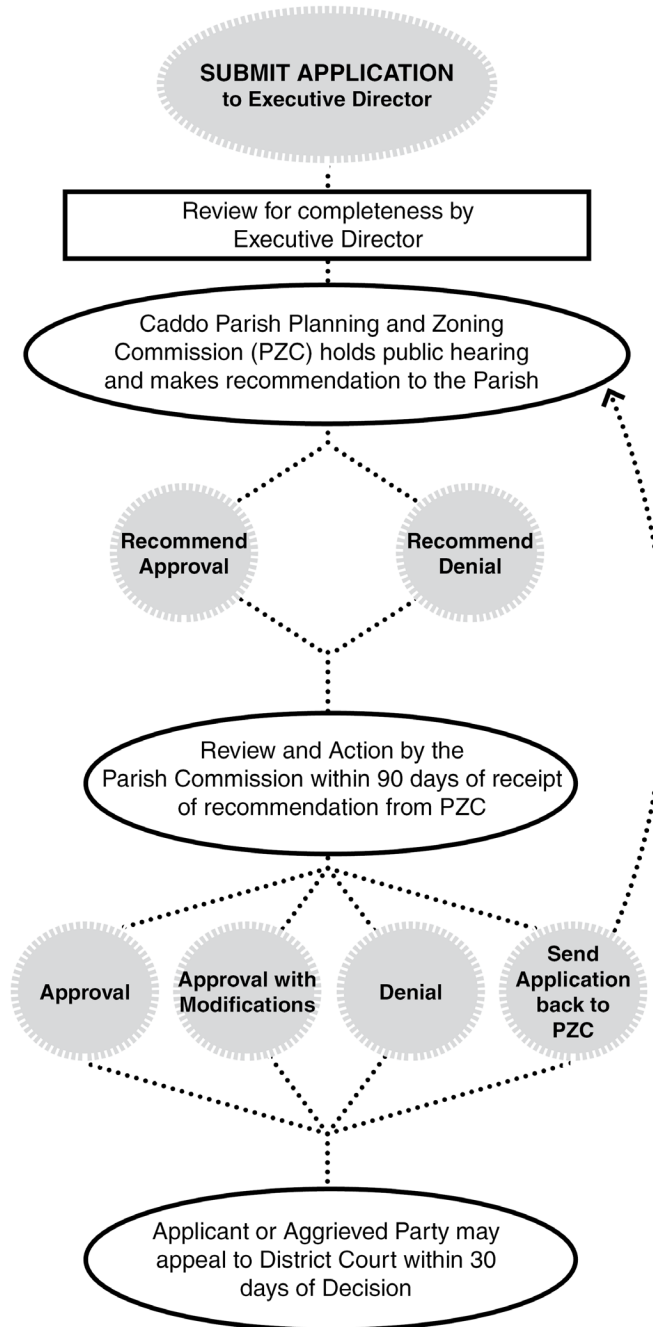 SUBMIT APPLICATION
to Executive Director
Review for completeness by
Executive Director
Caddo Parish Planning and Zoning
Commission (PZC) holds public hearing
and makes recommendation to the Parish
Recommend
Approval
Recommend
Denial
Review and Action by the
Parish Commission within 90 days of receipt
of recommendation from PZC
Approval
Approval with
Modifications
Denial
Send
Application
back to
PZC
Applicant or Aggrieved Party may
appeal to District Court within 30
days of Decision